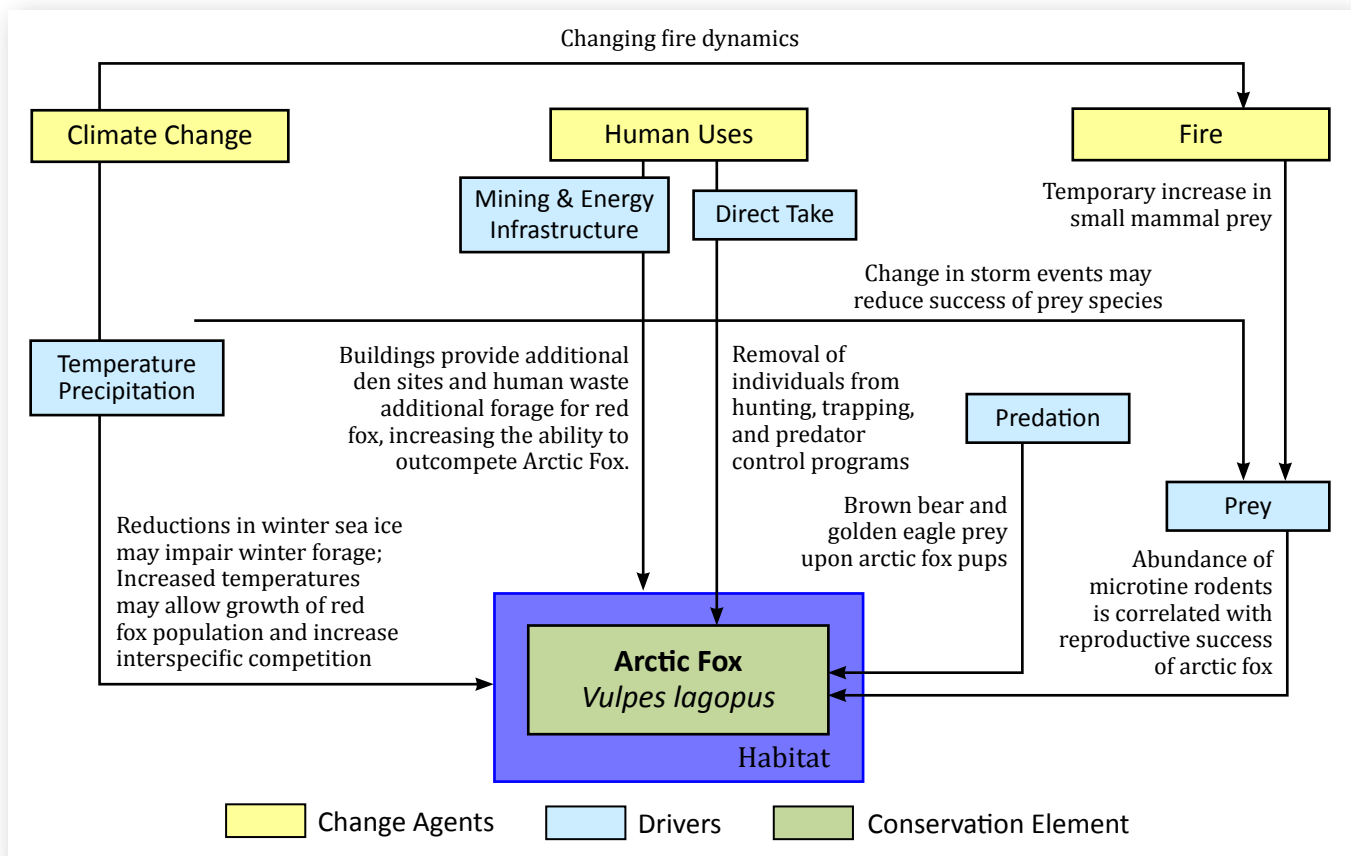 Changing fire dynamics
Climate Change
Human Uses
Fire
Mining & Energy
Infrastructure
Direct Take
Temporary increase in
small mammal prey
Change in storm events may
reduce success of prey species
Temperature
Precipitation
Buildings provide additional
den sites and human waste
additional forage for red
fox, increasing the ability to
outcompete Arctic Fox.
Removal of
individuals from
hunting, trapping,
and predator
control programs
Predation
Brown bear and
golden eagle prey
upon arctic fox pups
Prey
Reductions in winter sea ice
may impair winter forage;
Increased temperatures
may allow growth of red
fox population and increase
interspecific competition
Abundance of
microtine rodents
is correlated with
reproductive success
of arctic fox
Arctic Fox
Vulpes lagopus
Habitat
Change Agents
Drivers
Conservation Element